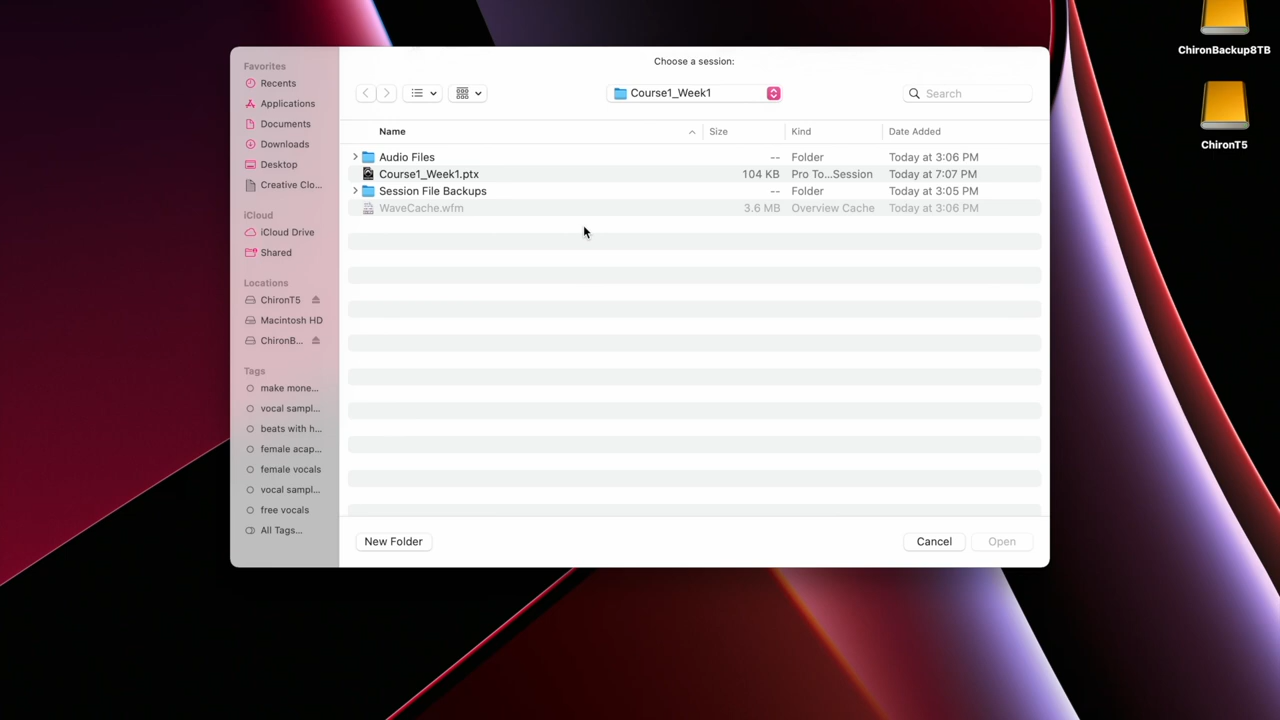 Choose a session:
Favorites
Recents
Applications
Documents
Downloads
Desktop
Creative Clo...
iCloud
iCloud Drive
Shared
Locations
ChironT5
Macintosh HD
ChironB...
Tags
make mone...
vocal sampl...
beats with h...
female acap...
female vocals
vocal sampl...
free vocals
All Tags...
Course1_Week1
Search
Name Size Kind Date Added
Audio Files -- Folder Today at 3:06 PM
Course1_Week1.ptx 104 KB Pro To...Session Today at 7:07 PM
Session File Backups -- Folder Today at 3:05 PM
WaveCache.wfm 3.6 MB Overview Cache Today at 3:06 PM
New Folder Cancel Open
ChironBackup8TB
ChironT5